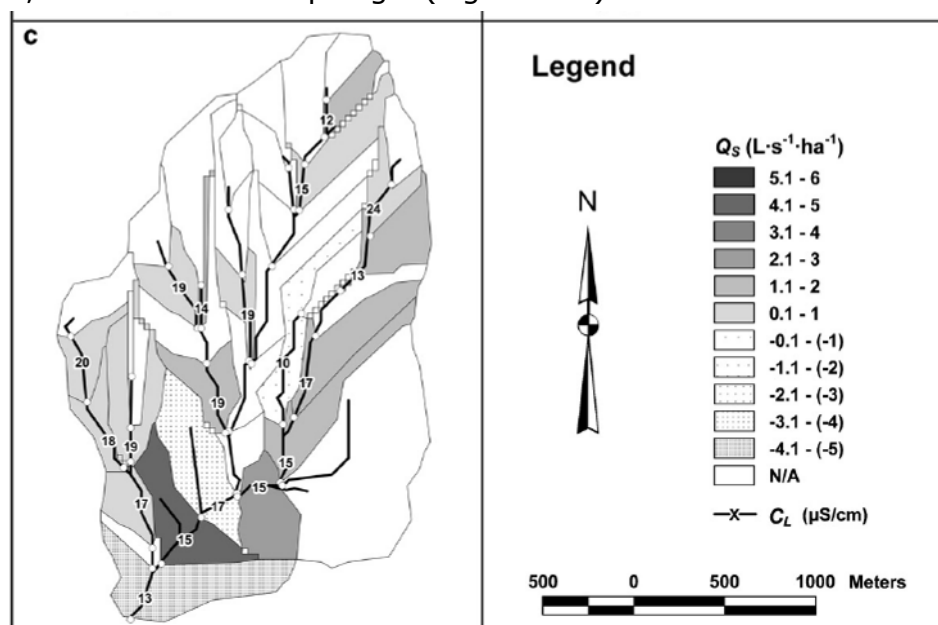 c
12
15
24
19
14
19
13
20
10
17
19
18
19
15
17
17
15
15
13
Legend
N
Qs (L·s⁻¹·ha⁻¹)
5.1 - 6
4.1 - 5
3.1 - 4
2.1 - 3
1.1 - 2
0.1 - 1
-0.1 - (-1)
-1.1 - (-2)
-2.1 - (-3)
-3.1 - (-4)
-4.1 - (-5)
N/A
X CL (µS/cm)
500 0 500 1000 Meters